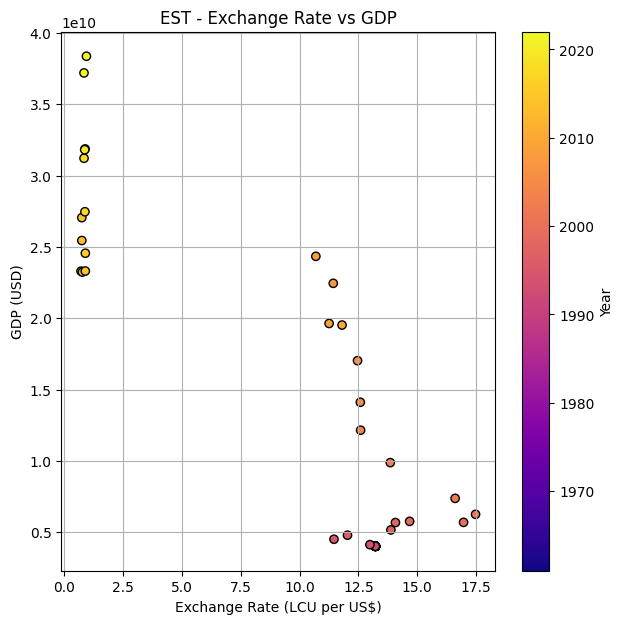 EST - Exchange Rate vs GDP
1e10
4.0
3.5
3.0
2.5
2.0
1.5
1.0
0.5
GDP (USD)
0.0 2.5 5.0 7.5 10.0 12.5 15.0 17.5
Exchange Rate (LCU per US$)
2020
2010
2000
1990
1980
1970
Year